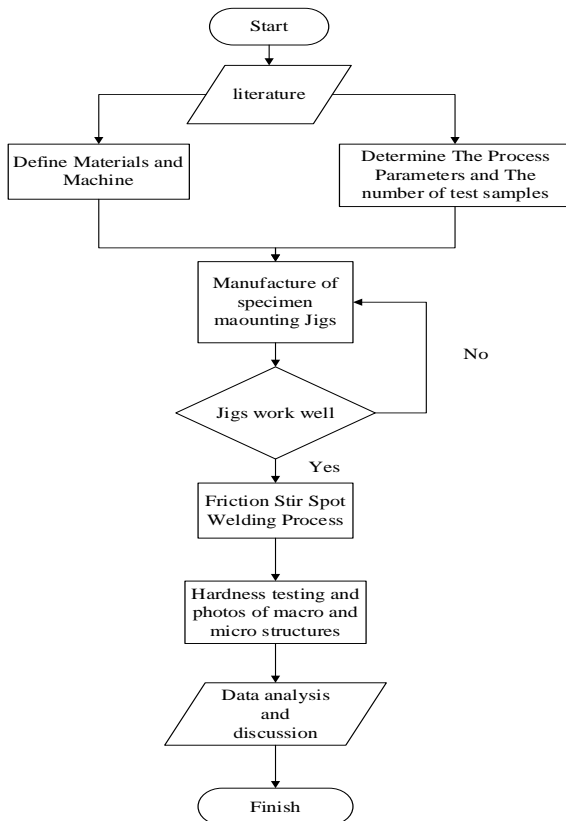 Start
literature
Define Materials and
Machine
Determine The Process
Parameters and The
number of test samples
Manufacture of
specimen
maounting Jigs
No
Jigs work well
Yes
Friction Stir Spot
Welding Process
Hardness testing and
photos of macro and
micro structures
Data analysis
and
discussion
Finish